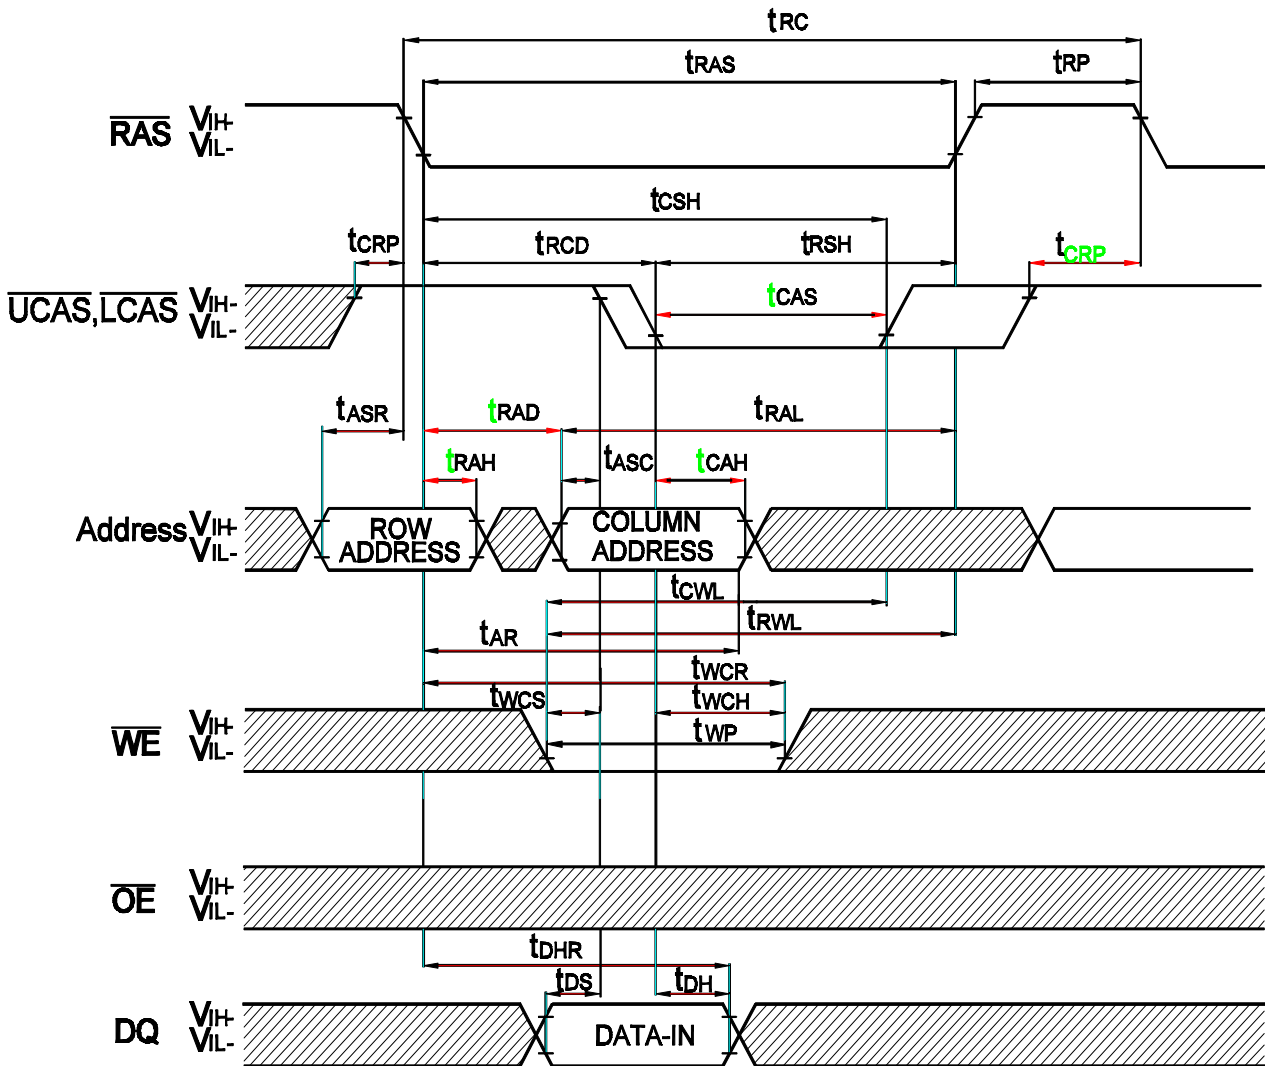 tRC
tRAS
tRP
RAS
VIH-
VIL-
tCSH
tCRP
tRCD
tRSH
tCRP
UCAS,LCAS
VIH-
VIL-
tCAS
tASR
tRAD
tRAL
tRAH
tASC
tCAH
Address
VIH-
VIL-
ROW
ADDRESS
COLUMN
ADDRESS
tCWL
tRWL
tAR
tWCR
tWCS
tWCH
tWP
WE
VIH-
VIL-
OE
VIH-
VIL-
tDHR
tDS
tDH
DQ
VIH-
VIL-
DATA-IN